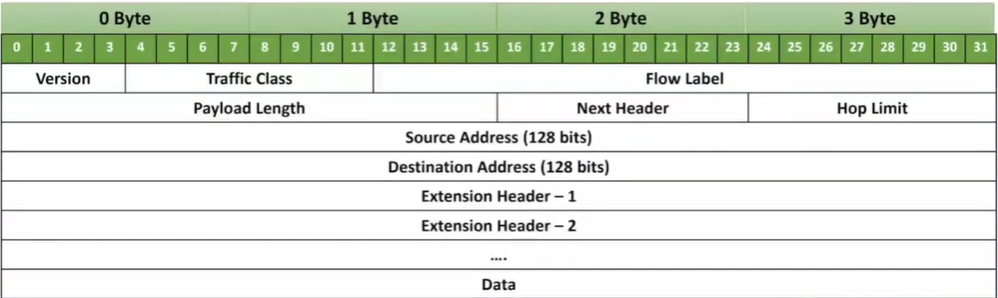 0 Byte 1 Byte 2 Byte 3 Byte
0 1 2 3 4 5 6 7 8 9 10 11 12 13 14 15 16 17 18 19 20 21 22 23 24 25 26 27 28 29 30 31
Version Traffic Class Flow Label
Payload Length Next Header Hop Limit
Source Address (128 bits)
Destination Address (128 bits)
Extension Header – 1
Extension Header – 2
....
Data